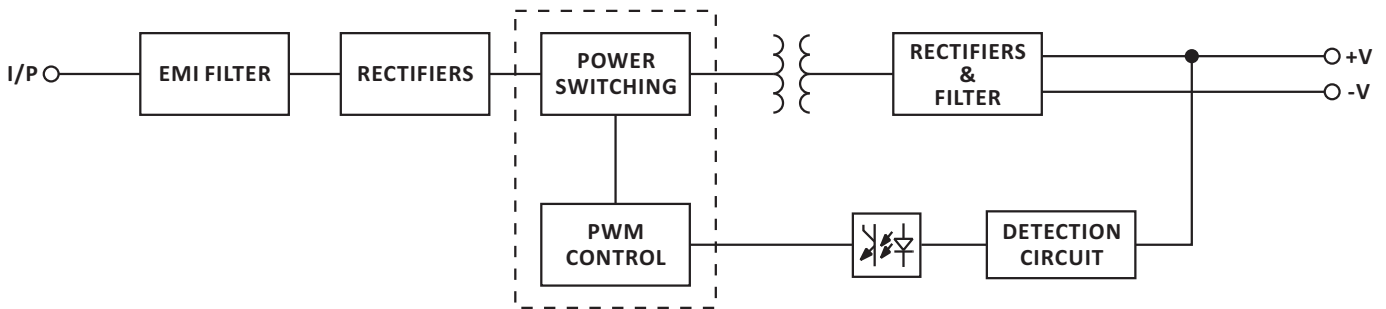 I/P
EMI FILTER
RECTIFIERS
POWER
SWITCHING
RECTIFIERS
&
FILTER
+V
-V
PWM
CONTROL
DETECTION
CIRCUIT